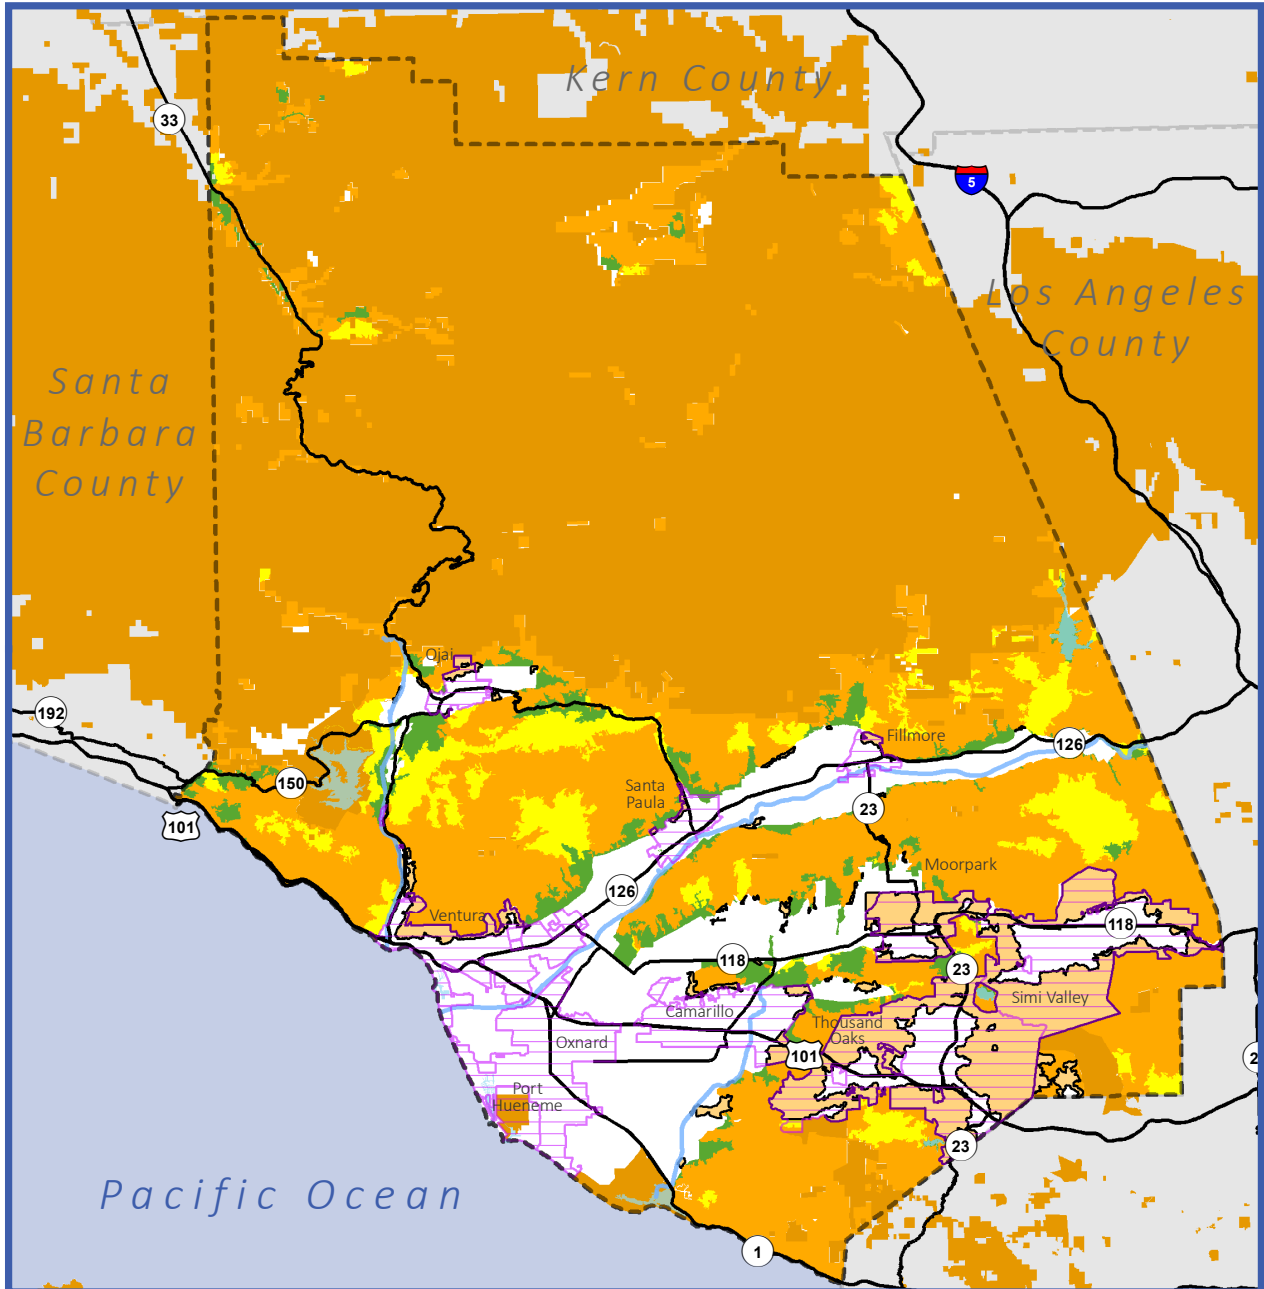 Kern County
33
5
Los Angeles
County
Santa
Barbara
County
Ojai
192
Fillmore
126
150
Santa
Paula
23
101
Moorpark
126
Ventura
118
118
23
Simi Valley
Camarillo
Thousand
Oaks
Oxnard
101
2
Port
Hueneme
23
Pacific Ocean
1